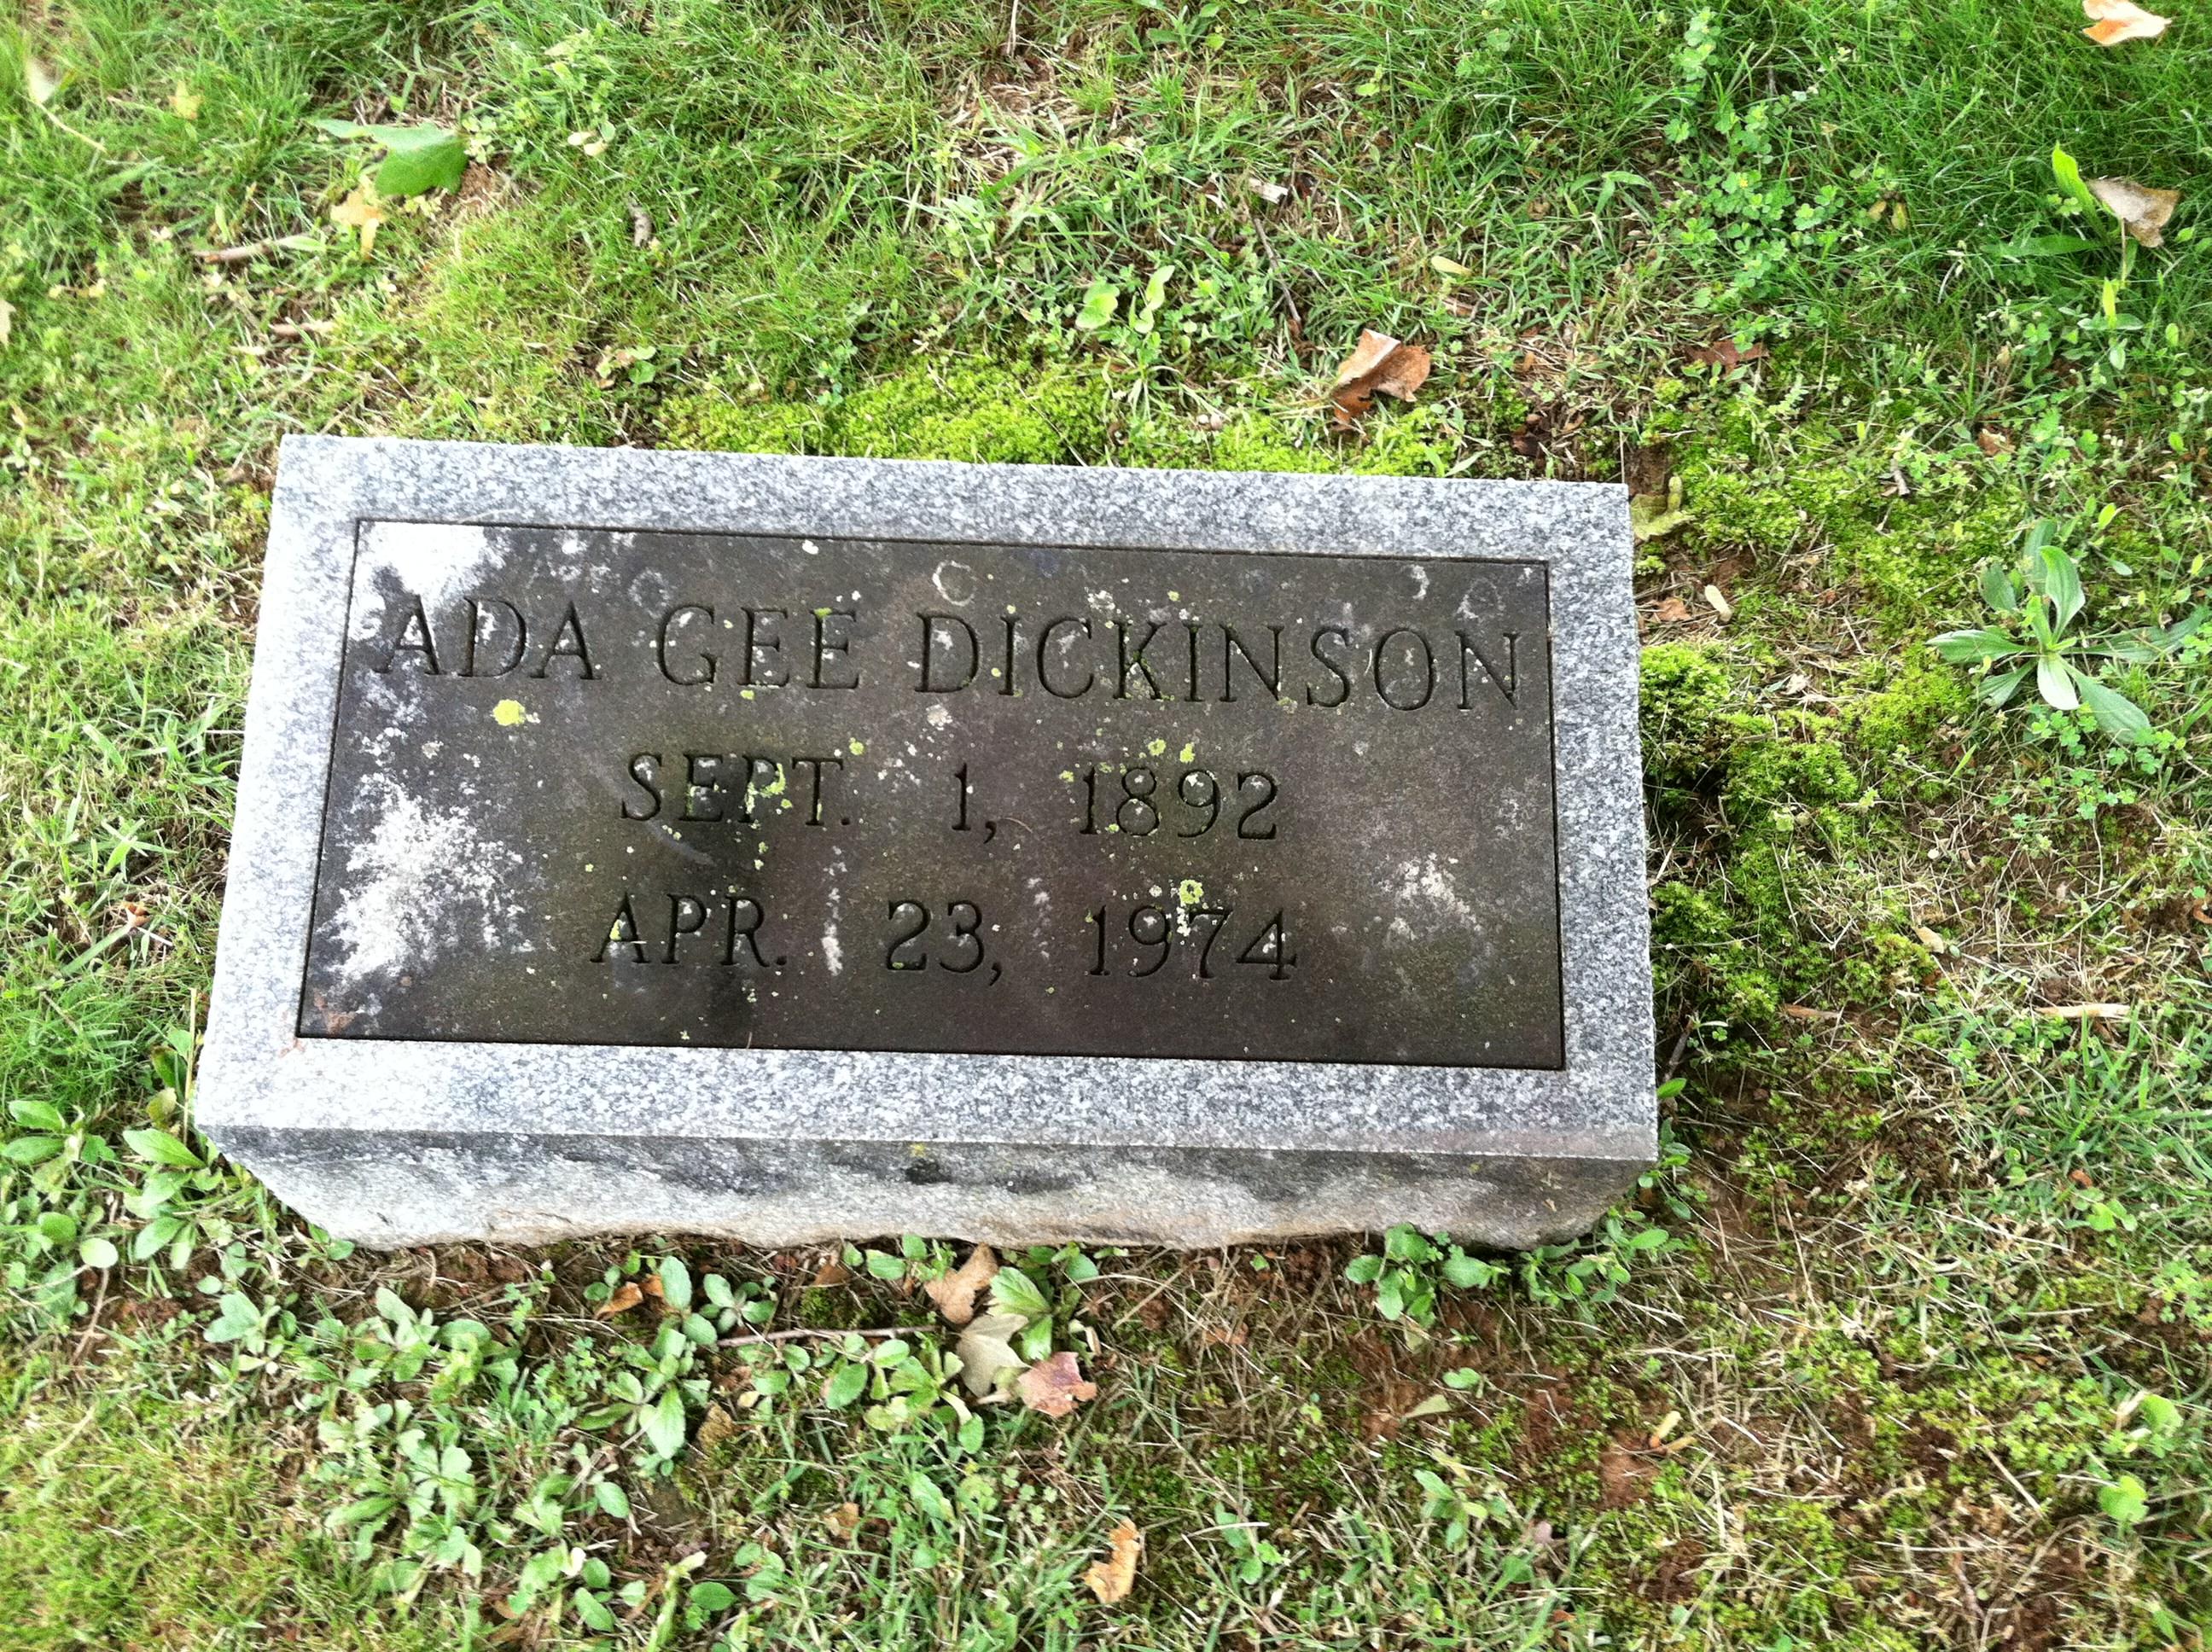 ADA GEE DICKINSON
SEPT. 1, 1892
APR. 23, 1974